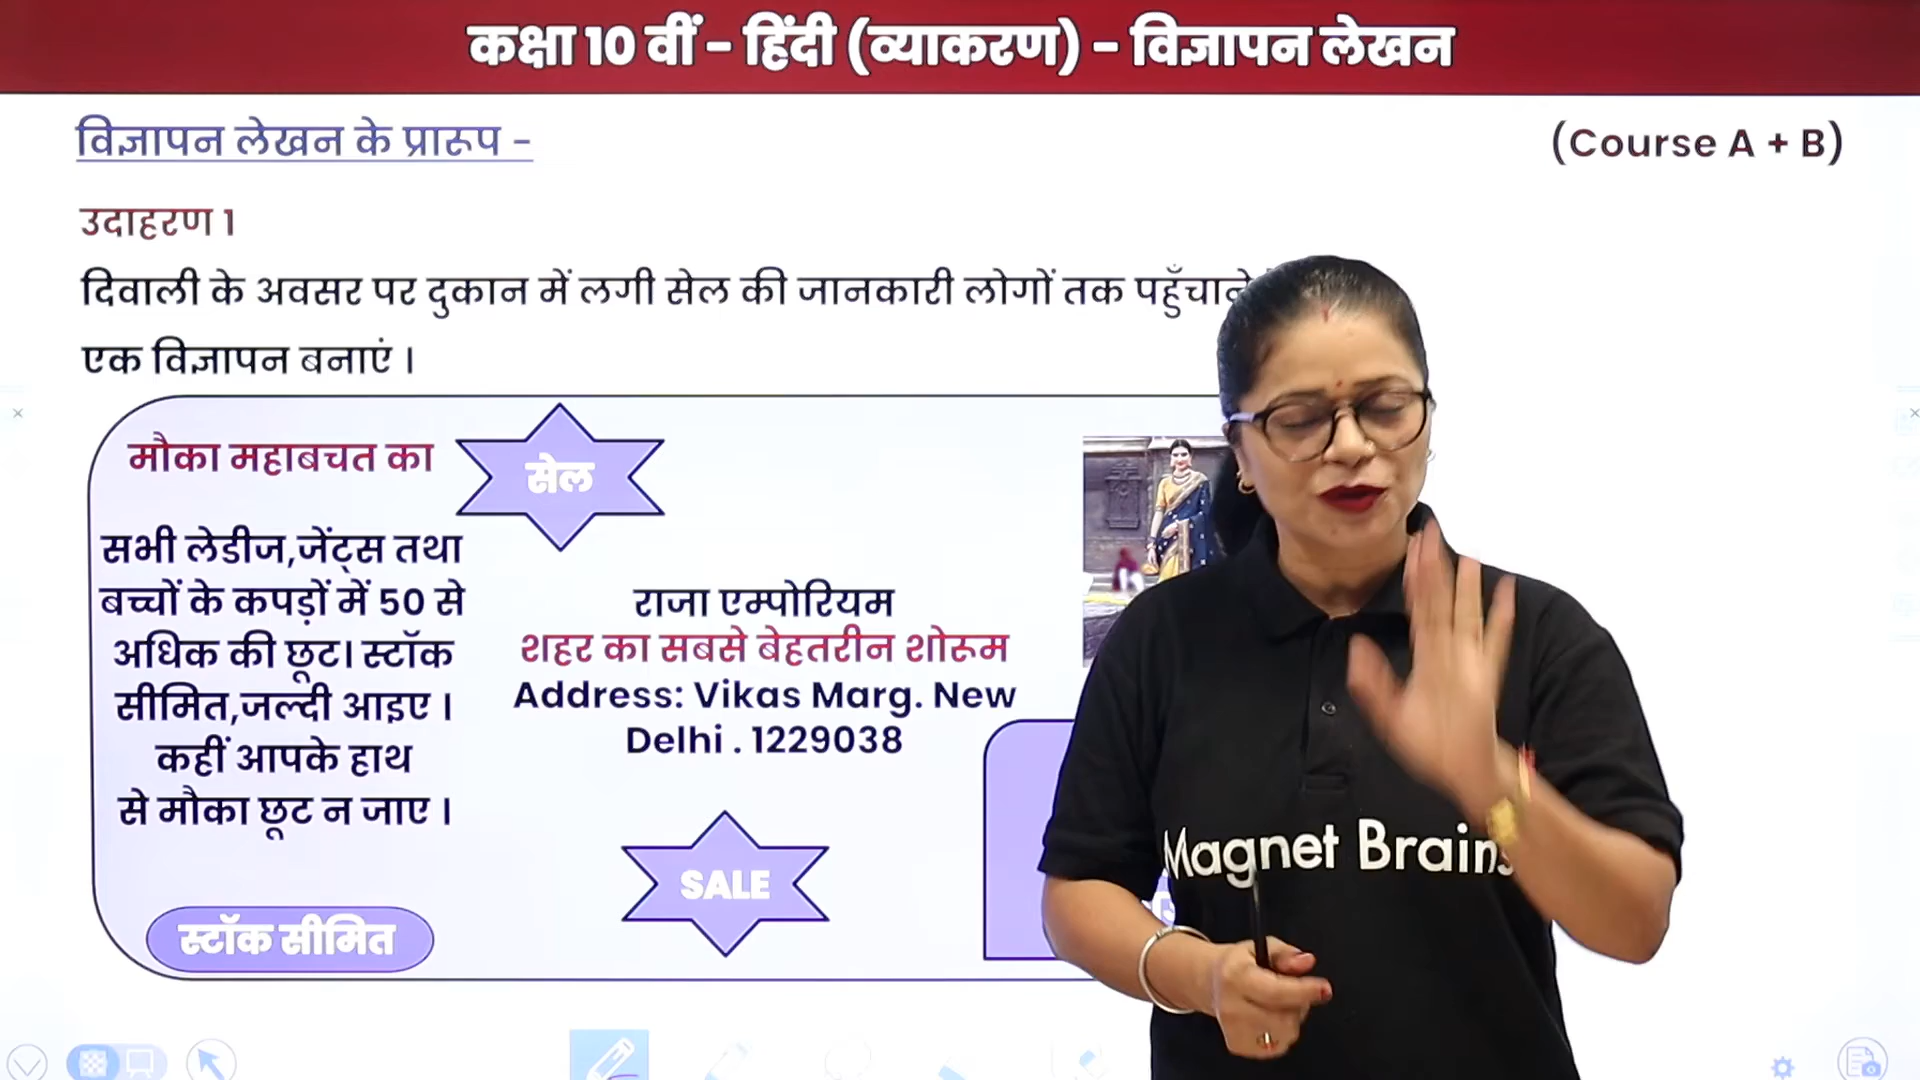 कक्षा 10 वीं – हिंदी (व्याकरण) – विज्ञापन लेखन
विज्ञापन लेखन के प्रारूप –
(Course A + B)
उदाहरण 1
दिवाली के अवसर पर दुकान में लगी सेल की जानकारी लोगों तक
एक विज्ञापन बनाएं ।
मौका महाबचत का
सेल
सभी लेडीज,जेंट्स तथा
बच्चों के कपड़ों में 50 से
अधिक की छूट। स्टॉक
सीमित,जल्दी आइए ।
कहीं आपके हाथ
से मौका छूट न जाए ।
स्टॉक सीमित
राजा एम्पोरियम
शहर का सबसे बेहतरीन शोरूम
Address: Vikas Marg. New
Delhi . 1229038
SALE
Magnet Brains